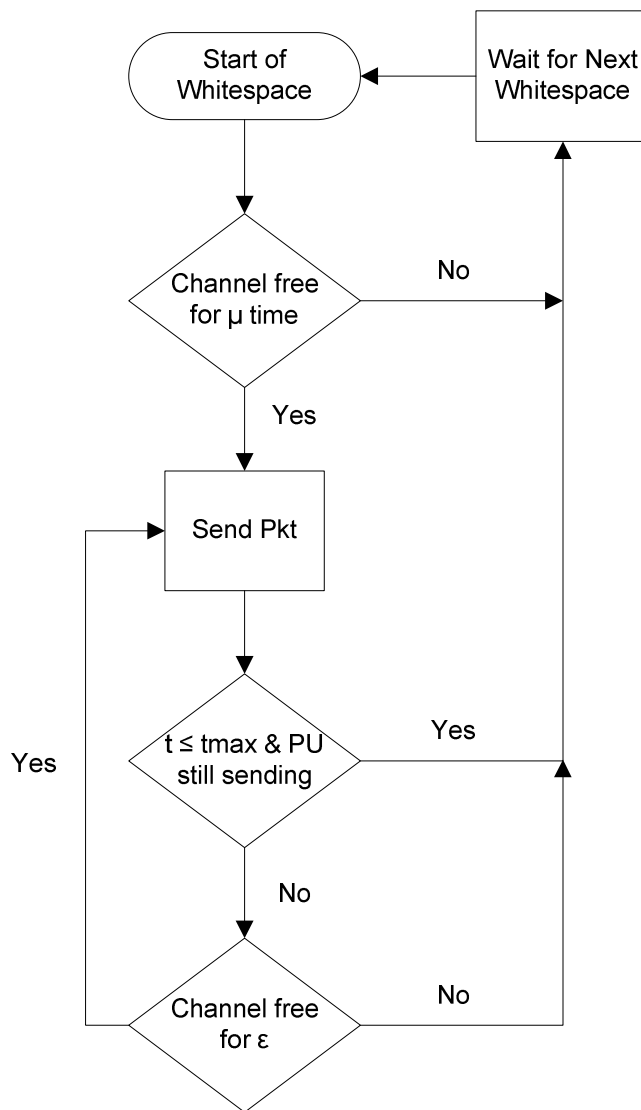 Start of
Whitespace
Wait for Next
Whitespace
Channel free
for μ time
No
Yes
Send Pkt
t ≤ tmax & PU
still sending
Yes
Yes
No
Channel free
for ε
No